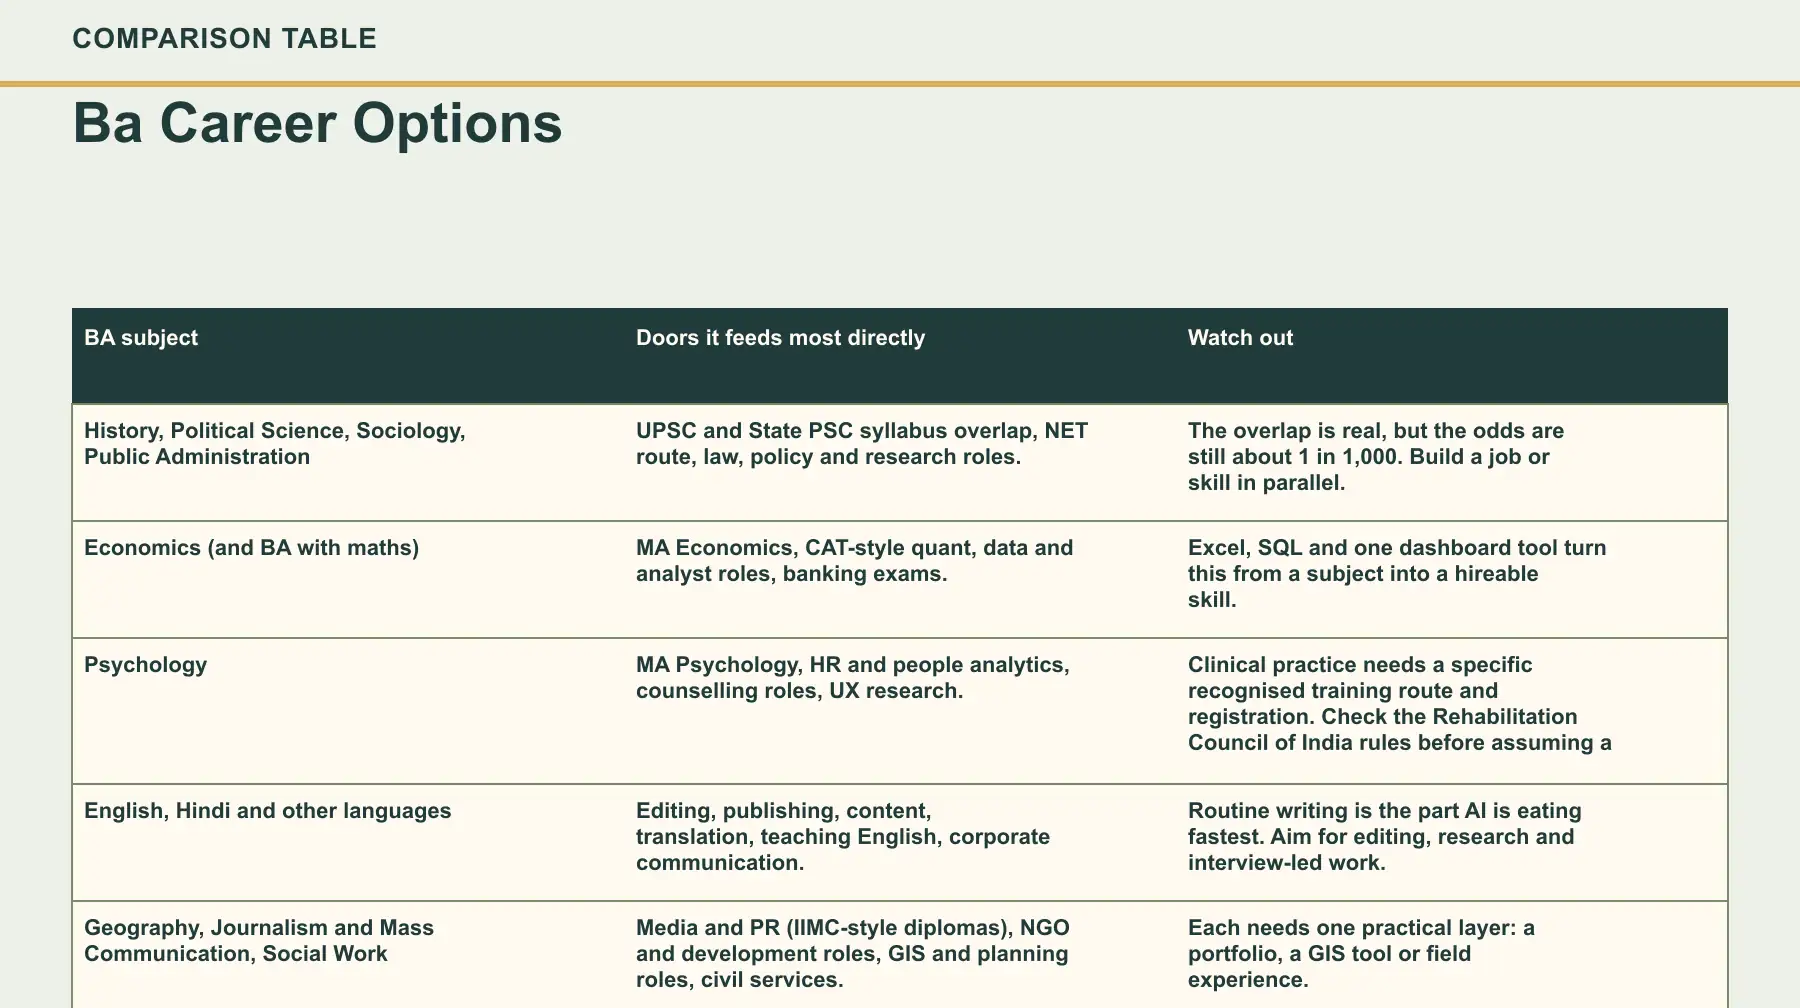 COMPARISON TABLE
Ba Career Options
BA subject
Doors it feeds most directly
Watch out
History, Political Science, Sociology,
Public Administration
UPSC and State PSC syllabus overlap, NET
route, law, policy and research roles.
The overlap is real, but the odds are
still about 1 in 1,000. Build a job or
skill in parallel.
Economics (and BA with maths)
MA Economics, CAT-style quant, data and
analyst roles, banking exams.
Excel, SQL and one dashboard tool turn
this from a subject into a hireable
skill.
Psychology
MA Psychology, HR and people analytics,
counselling roles, UX research.
Clinical practice needs a specific
recognised training route and
registration. Check the Rehabilitation
Council of India rules before assuming a
English, Hindi and other languages
Editing, publishing, content,
translation, teaching English, corporate
communication.
Routine writing is the part AI is eating
fastest. Aim for editing, research and
interview-led work.
Geography, Journalism and Mass
Communication, Social Work
Media and PR (IIMC-style diplomas), NGO
and development roles, GIS and planning
roles, civil services.
Each needs one practical layer: a
portfolio, a GIS tool or field
experience.